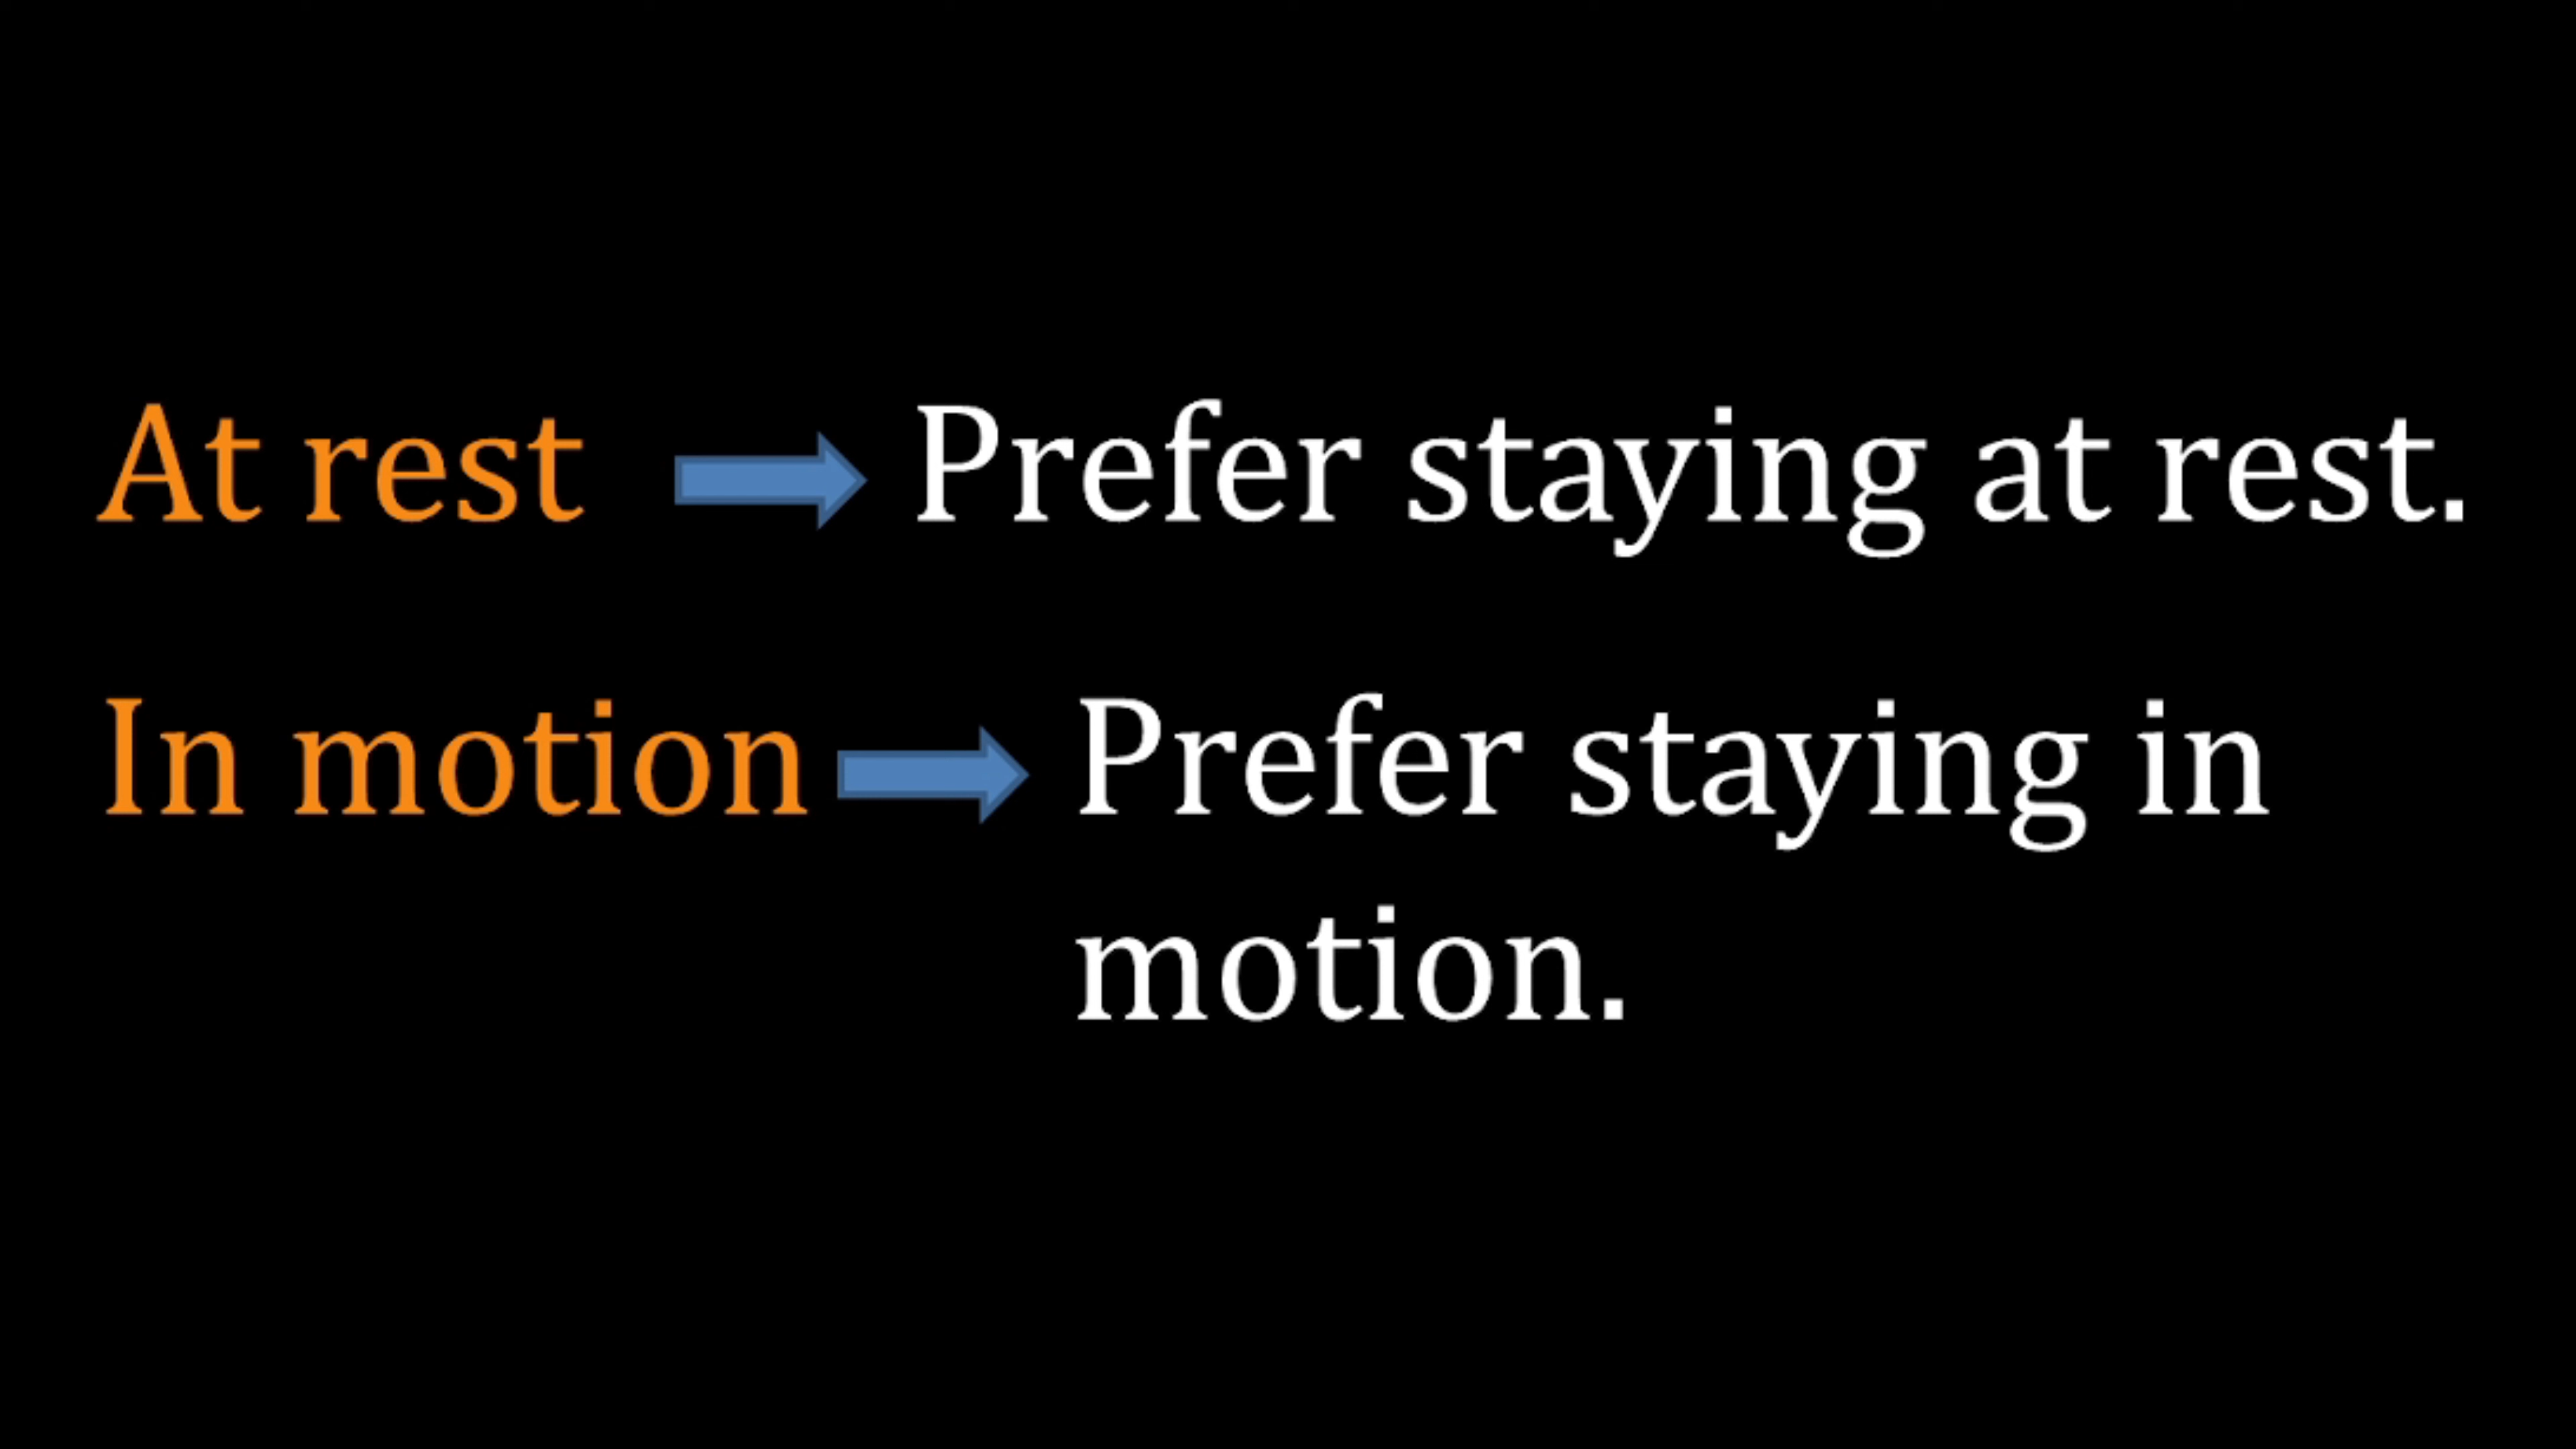 At rest Prefer staying at rest.
In motion Prefer staying in
motion.